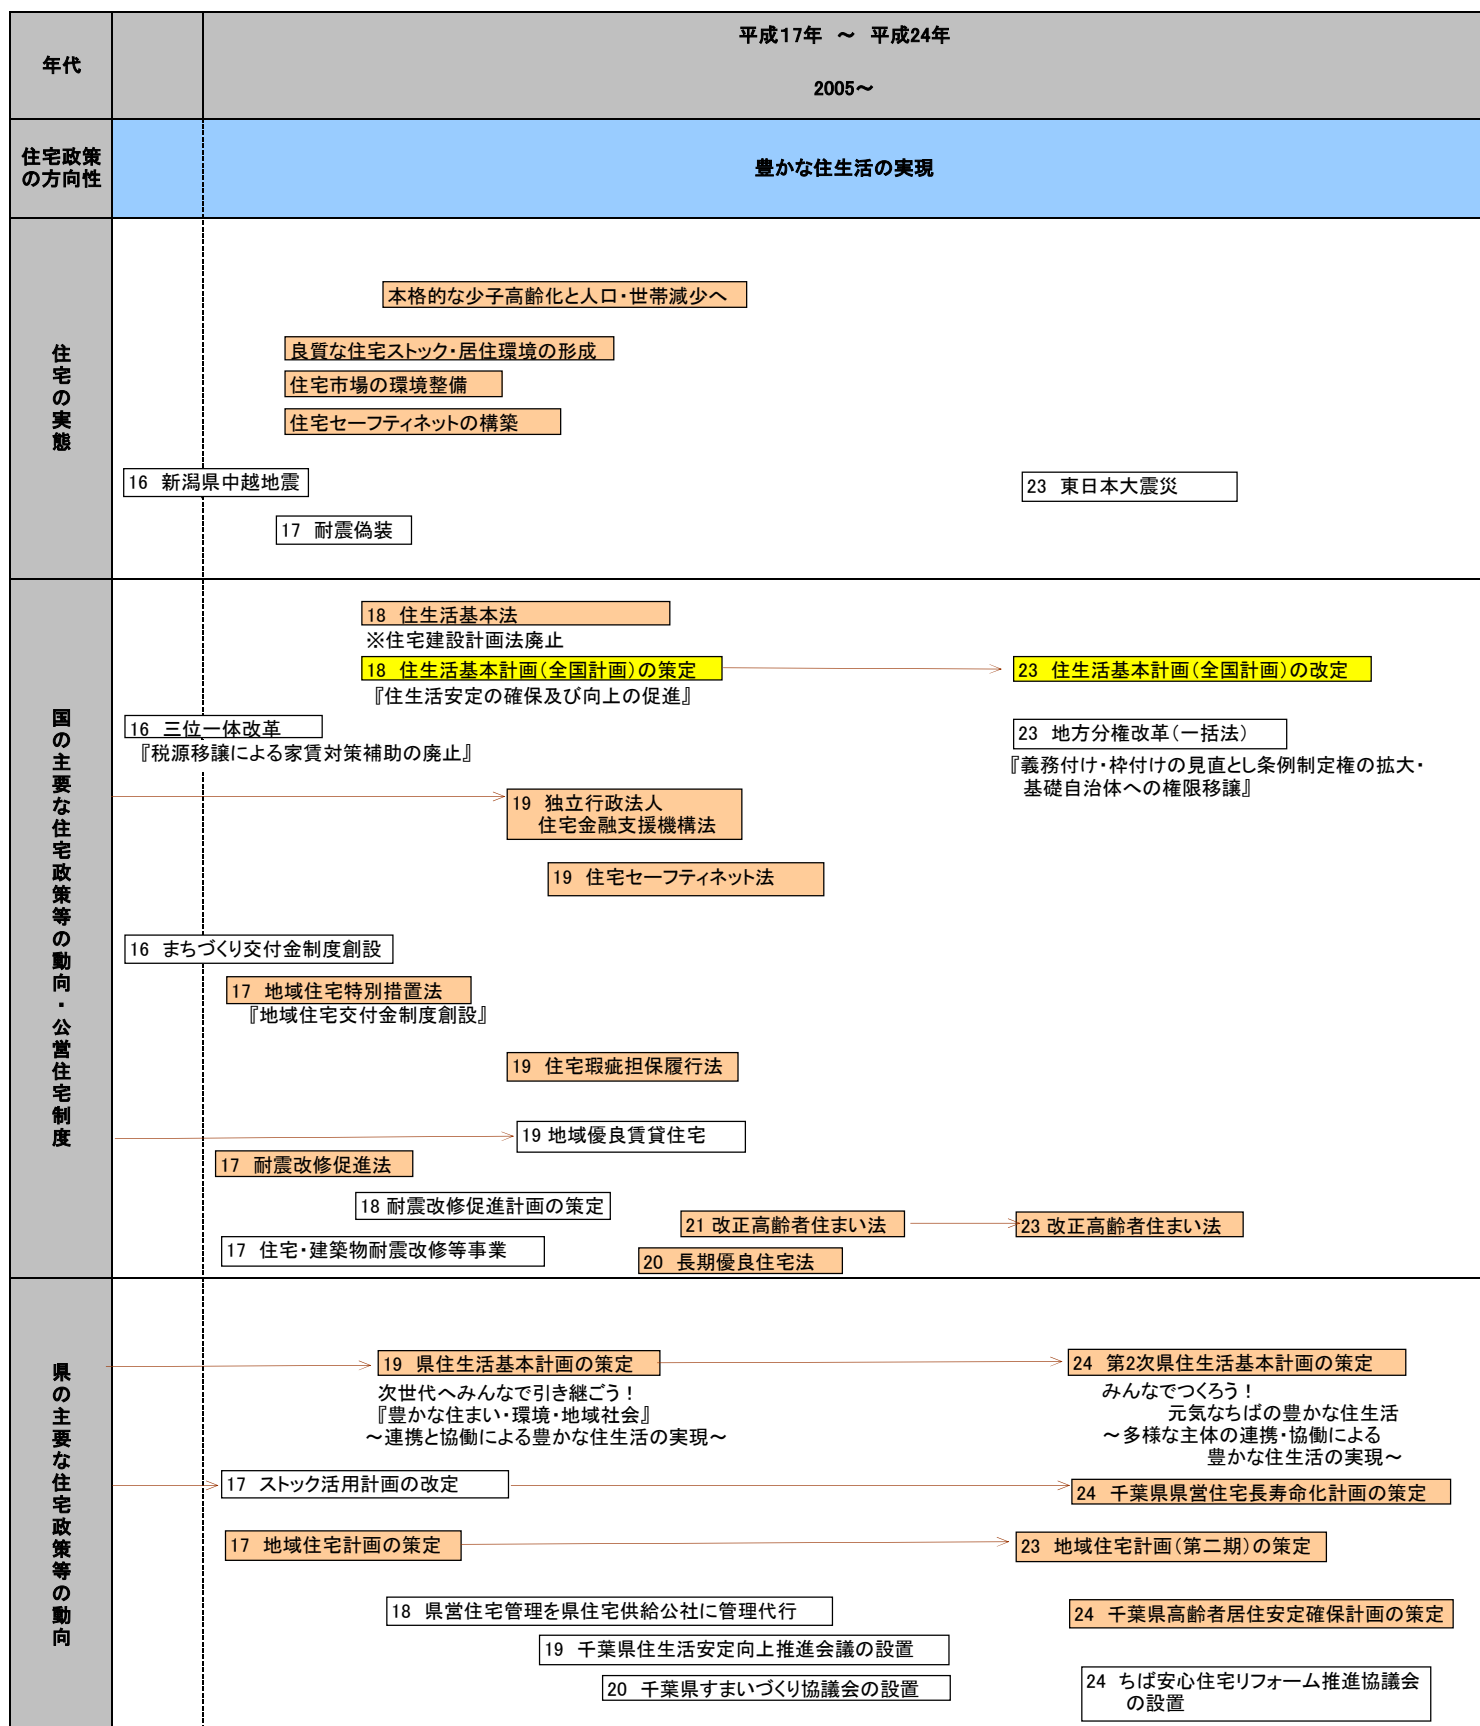 年代
平成17年 ～ 平成24年
2005～
住宅政策
の方向性
豊かな住生活の実現
住宅の実態
本格的な少子高齢化と人口・世帯減少へ
良質な住宅ストック・居住環境の形成
住宅市場の環境整備
住宅セーフティネットの構築
16 新潟県中越地震
23 東日本大震災
17 耐震偽装
国の主要な住宅政策等の動向・公営住宅制度
18 住生活基本法
※住宅建設計画法廃止
18 住生活基本計画(全国計画)の策定
23 住生活基本計画(全国計画)の改定
『住生活安定の確保及び向上の促進』
16 三位一体改革
23 地方分権改革(一括法)
『税源移譲による家賃対策補助の廃止』
『義務付け・枠付けの見直とし条例制定権の拡大・
基礎自治体への権限移譲』
19 独立行政法人
住宅金融支援機構法
19 住宅セーフティネット法
16 まちづくり交付金制度創設
17 地域住宅特別措置法
『地域住宅交付金制度創設』
19 住宅瑕疵担保履行法
19 地域優良賃貸住宅
17 耐震改修促進法
18 耐震改修促進計画の策定
21 改正高齢者住まい法
23 改正高齢者住まい法
17 住宅・建築物耐震改修等事業
20 長期優良住宅法
県の主要な住宅政策等の動向
19 県住生活基本計画の策定
24 第2次県住生活基本計画の策定
次世代へみんなで引き継ごう！
『豊かな住まい・環境・地域社会』
～連携と協働による豊かな住生活の実現～
みんなでつくろう！
元気なちばの豊かな住生活
～多様な主体の連携・協働による
豊かな住生活の実現～
17 ストック活用計画の改定
24 千葉県県営住宅長寿命化計画の策定
17 地域住宅計画の策定
23 地域住宅計画(第二期)の策定
18 県営住宅管理を県住宅供給公社に管理代行
24 千葉県高齢者居住安定確保計画の策定
19 千葉県住生活安定向上推進会議の設置
20 千葉県すまいづくり協議会の設置
24 ちば安心住宅リフォーム推進協議会
の設置